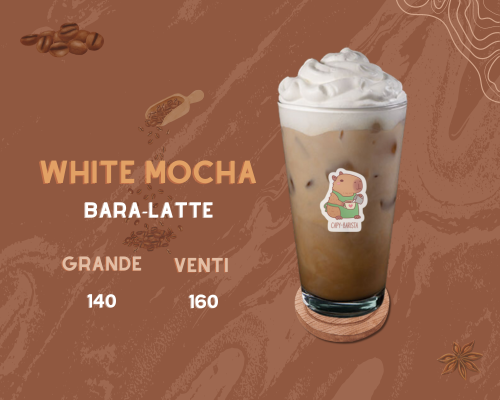 WHITE MOCHA
BARA-LATTE
GRANDE VENTI
140 160
CAPY-BARISTA